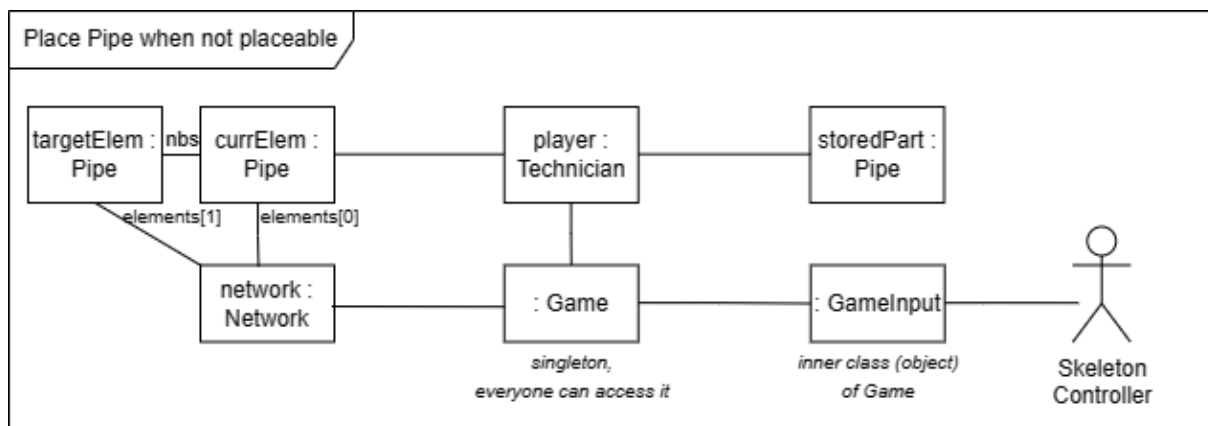 Place Pipe when not placeable
targetElem :
Pipe
nbs
currElem :
Pipe
player :
Technician
storedPart :
Pipe
elements[1]
elements[0]
network :
Network
: Game
: GameInput
singleton,
everyone can access it
inner class (object)
of Game
Skeleton
Controller